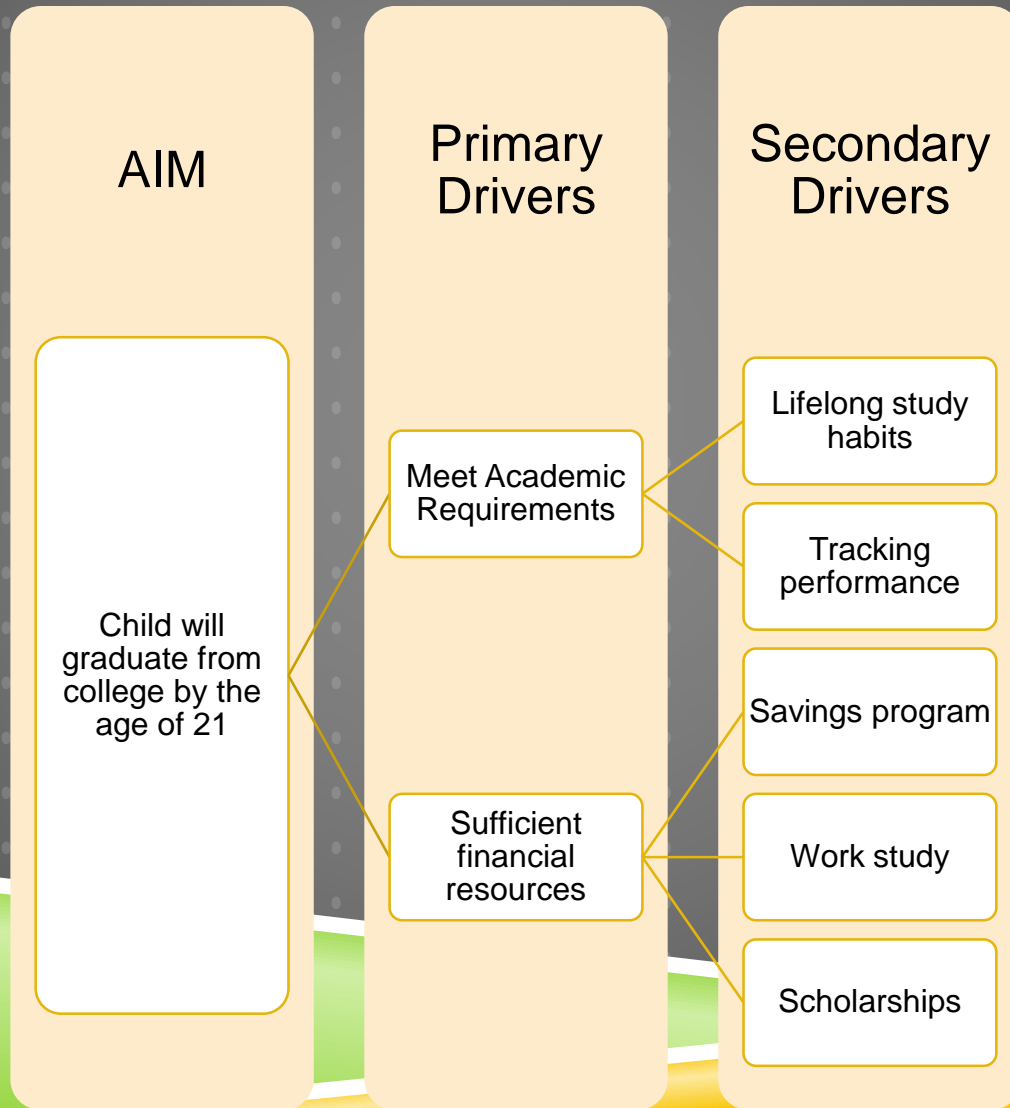 AIM
Child will
graduate from
college by the
age of 21
Primary
Drivers
Meet Academic
Requirements
Sufficient
financial
resources
Secondary
Drivers
Lifelong study
habits
Tracking
performance
Savings program
Work study
Scholarships